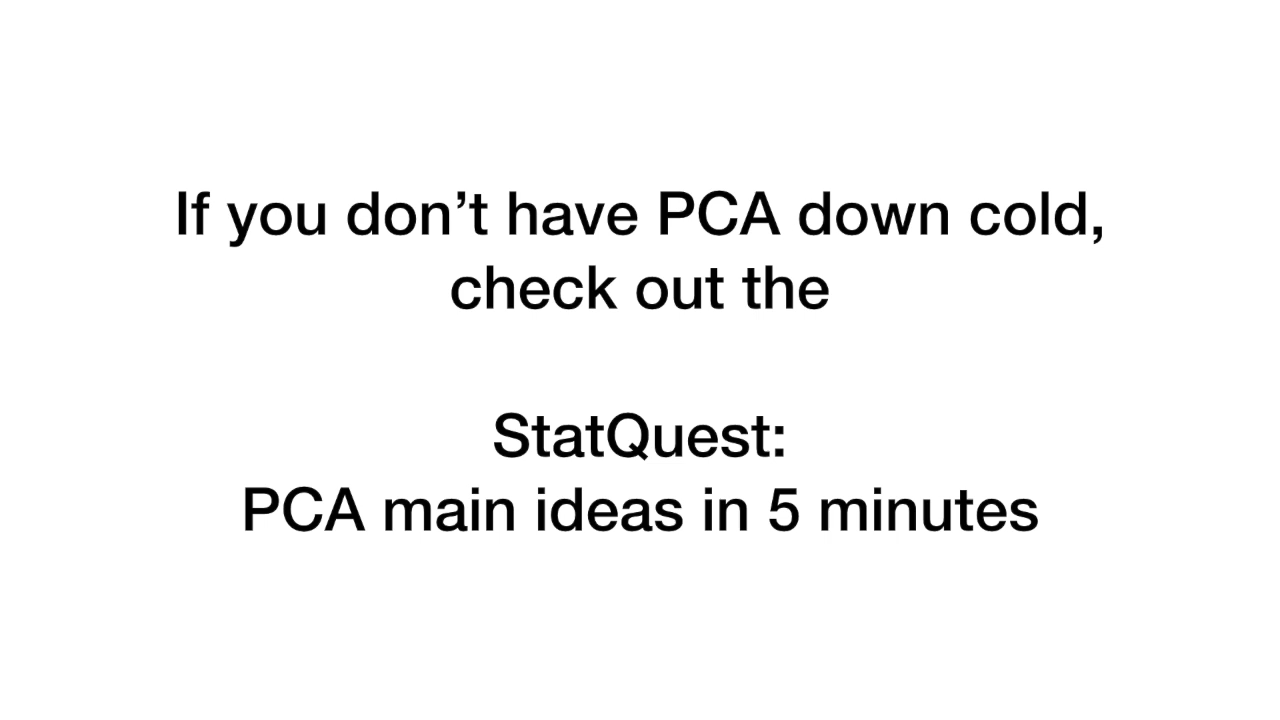 If you don’t have PCA down cold,
check out the
StatQuest:
PCA main ideas in 5 minutes